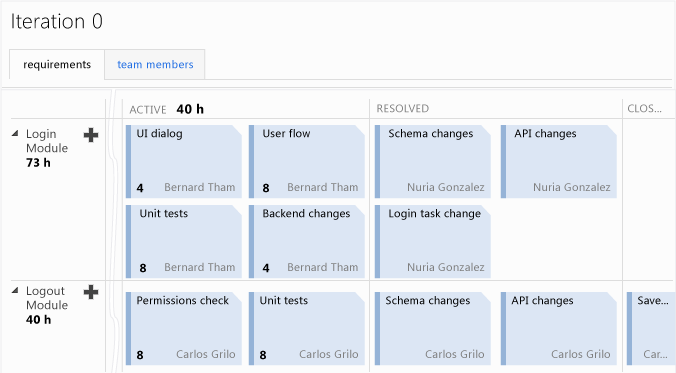 Iteration 0
requirements
team members
ACTIVE 40 h
RESOLVED
CLOS...
Login
Module
73 h
UI dialog
4 Bernard Tham
User flow
8 Bernard Tham
Schema changes
Nuria Gonzalez
API changes
Nuria Gonzalez
Unit tests
8 Bernard Tham
Backend changes
4 Bernard Tham
Login task change
Nuria Gonzalez
Logout
Module
40 h
Permissions check
8 Carlos Grilo
Unit tests
8 Carlos Grilo
Schema changes
Carlos Grilo
API changes
Carlos Grilo
Save...
Car...